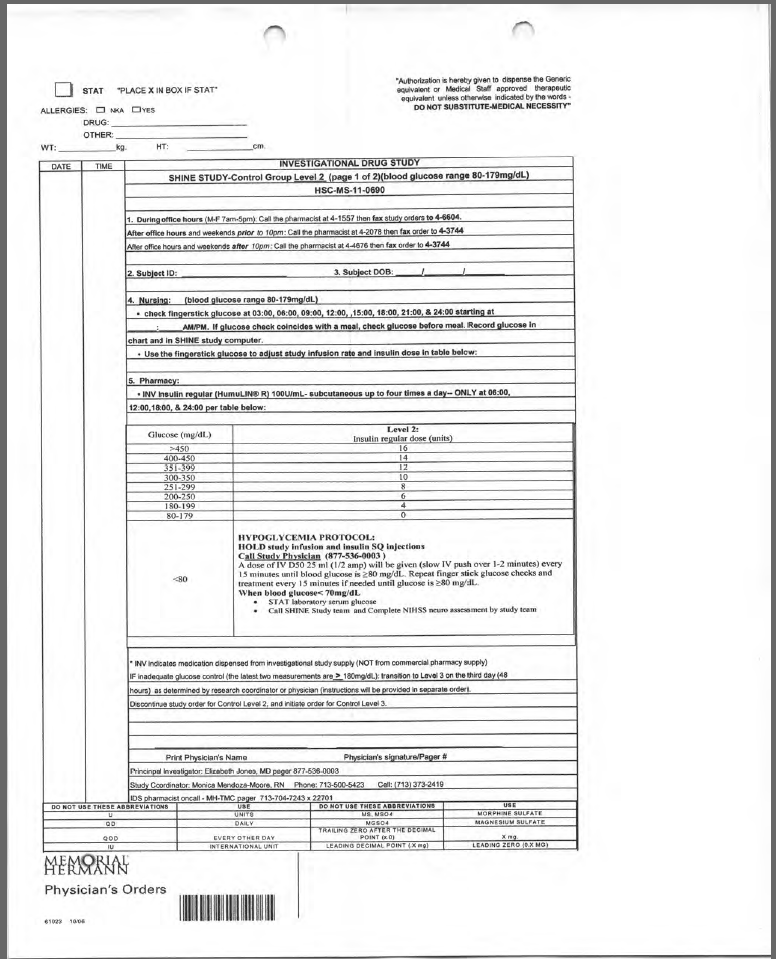 STAT "PLACE X IN BOX IF STAT"
"Authorization is hereby given to dispense the Generic
equivalent or Medical Staff approved therapeutic
equivalent unless otherwise indicated by the words -
DO NOT SUBSTITUTE-MEDICAL NECESSITY"
ALLERGIES: NKA YES
DRUG:
OTHER:
WT: kg. HT: cm.
DATE TIME INVESTIGATIONAL DRUG STUDY
SHINE STUDY-Control Group Level 2 (page 1 of 2)(blood glucose range 80-179mg/dL)
HSC-MS-11-0690
1. During office hours (M-F 7am-5pm): Call the pharmacist at 4-1557 then fax study orders to 4-6604.
After office hours and weekends prior to 10pm: Call the pharmacist at 4-2078 then fax order to 4-3744
After office hours and weekends after 10pm: Call the pharmacist at 4-4676 then fax order to 4-3744
2. Subject ID: 3. Subject DOB: / /
4. Nursing: (blood glucose range 80-179mg/dL)
• check fingerstick glucose at 03:00, 06:00, 09:00, 12:00, ,15:00, 18:00, 21:00, & 24:00 starting at
: AM/PM. If glucose check coincides with a meal, check glucose before meal. Record glucose in
chart and in SHINE study computer.
• Use the fingerstick glucose to adjust study infusion rate and insulin dose in table below:
5. Pharmacy:
• INV Insulin regular (HumuLIN® R) 100U/mL- subcutaneous up to four times a day-- ONLY at 06:00,
12:00,18:00, & 24:00 per table below:
Glucose (mg/dL) Level 2:
Insulin regular dose (units)
>450 16
400-450 14
351-399 12
300-350 10
251-299 8
200-250 6
180-199 4
80-179 0
HYPOGLYCEMIA PROTOCOL:
HOLD study infusion and insulin SQ injections
Call Study Physician (877-536-0003 )
A dose of IV D50 25 ml (1/2 amp) will be given (slow IV push over 1-2 minutes) every
<80 15 minutes until blood glucose is ≥80 mg/dL. Repeat finger stick glucose checks and
treatment every 15 minutes if needed until glucose is ≥80 mg/dL.
When blood glucose< 70mg/dL
• STAT laboratory serum glucose
• Call SHINE Study team and Complete NIHSS neuro assessment by study team
* INV indicates medication dispensed from investigational study supply (NOT from commercial pharmacy supply)
IF inadequate glucose control (the latest two measurements are ≥ 180mg/dL): transition to Level 3 on the third day (48
hours) as determined by research coordinator or physician (instructions will be provided in separate order).
Discontinue study order for Control Level 2, and initiate order for Control Level 3.
Print Physician's Name Physician's signature/Pager #
Principal Investigator: Elizabeth Jones, MD pager 877-536-0003
Study Coordinator: Monica Mendoza-Moore, RN Phone: 713-500-5423 Cell: (713) 373-2419
IDS pharmacist oncall - MH-TMC pager 713-704-7243 x 22701
DO NOT USE THESE ABBREVIATIONS USE DO NOT USE THESE ABBREVIATIONS USE
U UNITS MS, MSO4 MORPHINE SULFATE
QD DAILY MGSO4 MAGNESIUM SULFATE
QOD EVERY OTHER DAY TRAILING ZERO AFTER THE DECIMAL
POINT (x.0) X mg.
IU INTERNATIONAL UNIT LEADING DECIMAL POINT (.X mg) LEADING ZERO (0.X MG)
MEMORIAL
HERMANN
Physician's Orders
61923 10/06